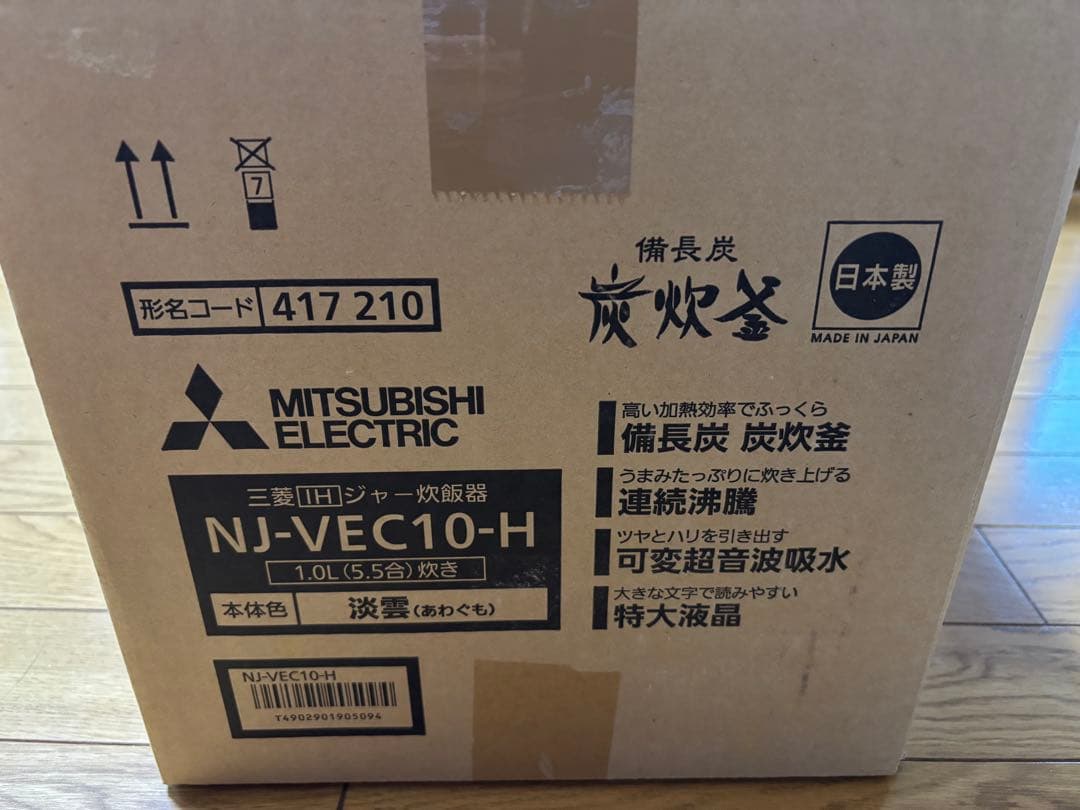 7
形名コード 417 210
備長炭
炭炊釜
日本製
MADE IN JAPAN
MITSUBISHI
ELECTRIC
三菱IHジャー炊飯器
NJ-VEC10-H
1.0L(5.5合)炊き
本体色 淡雲(あわぐも)
NJ-VEC10-H
T4902901905094
高い加熱効率でふっくら
備長炭 炭炊釜
うまみたっぷりに炊き上げる
連続沸騰
ツヤとハリを引き出す
可変超音波吸水
大きな文字で読みやすい
特大液晶